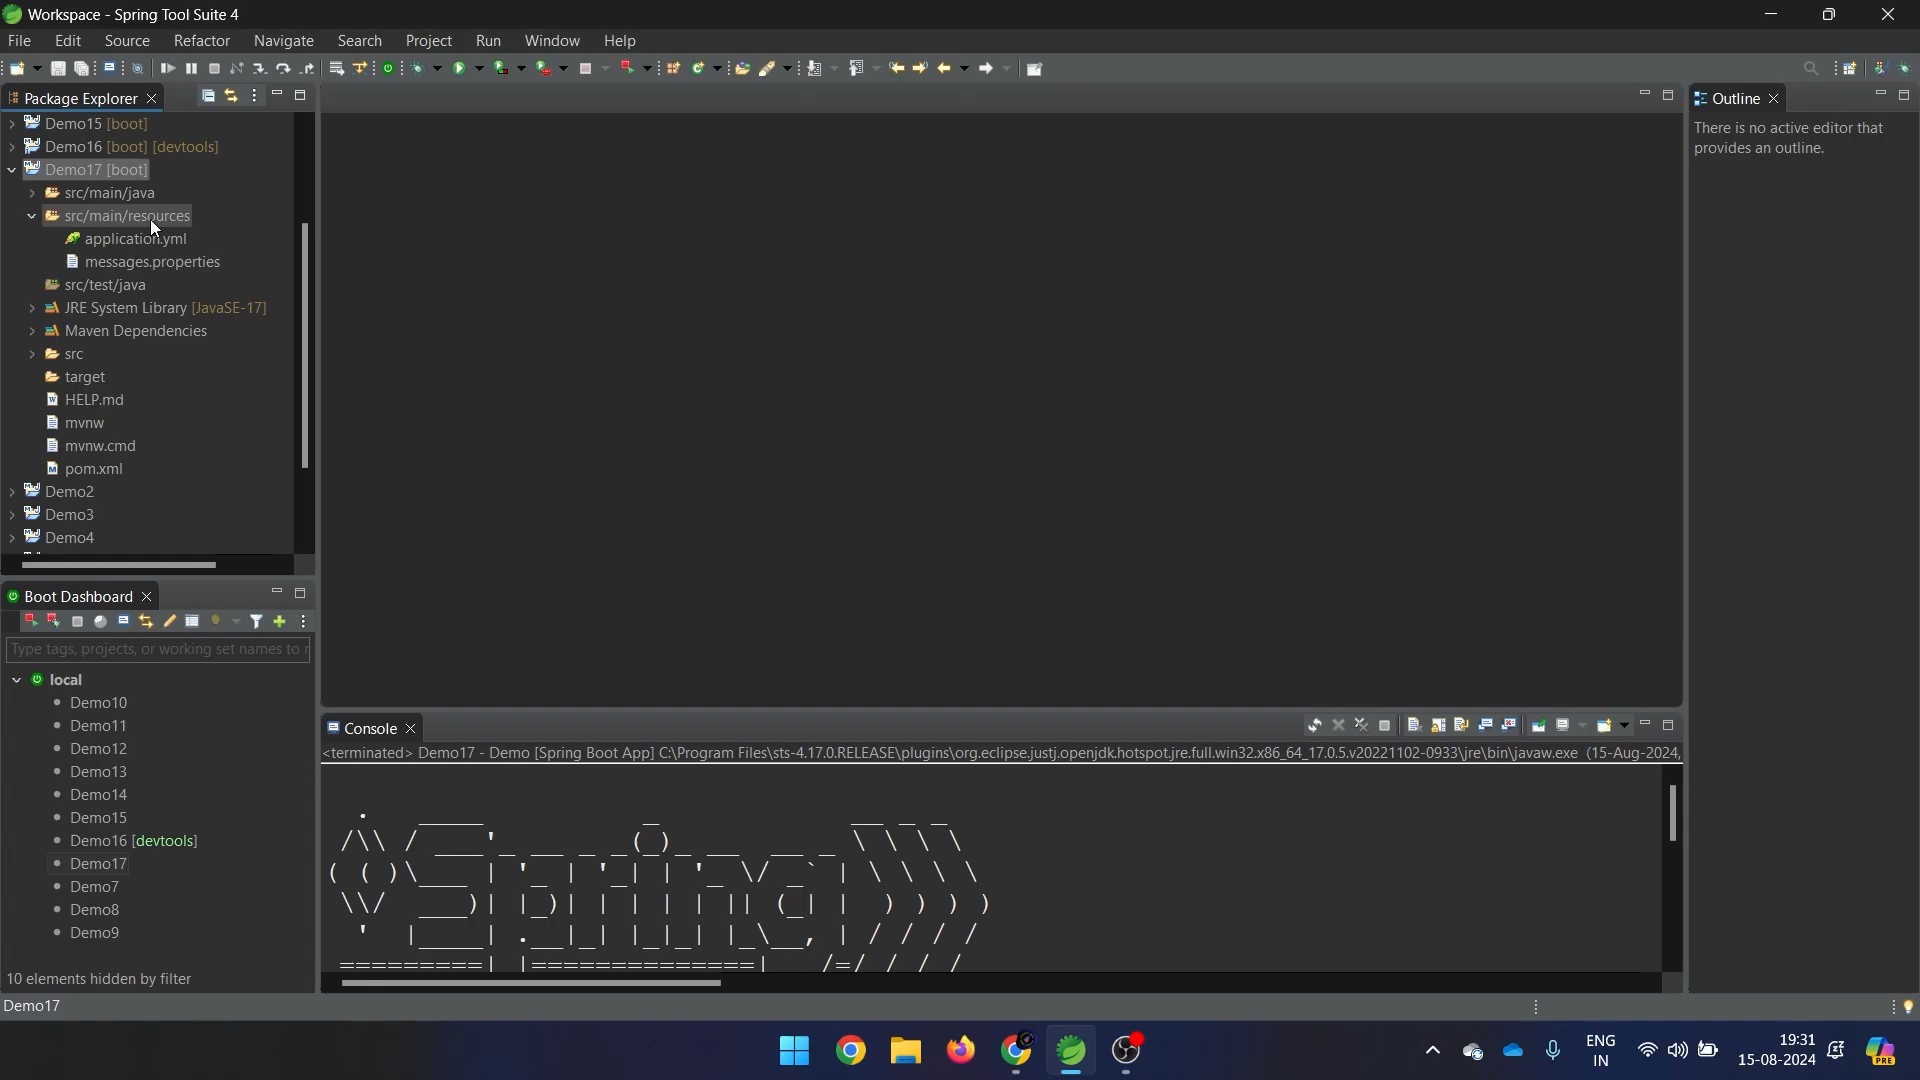 Workspace - Spring Tool Suite 4
File Edit Source Refactor Navigate Search Project Run Window Help
Package Explorer
Demo15 [boot]
Demo16 [boot] [devtools]
Demo17 [boot]
src/main/java
src/main/resources
application.yml
messages.properties
src/test/java
JRE System Library [JavaSE-17]
Maven Dependencies
src
target
HELP.md
mvnw
mvnw.cmd
pom.xml
Demo2
Demo3
Demo4
Boot Dashboard
Type tags, projects, or working set names to
local
Demo10
Demo11
Demo12
Demo13
Demo14
Demo15
Demo16 [devtools]
Demo17
Demo7
Demo8
Demo9
10 elements hidden by filter
Console
<terminated> Demo17 - Demo [Spring Boot App] C:\Program Files\sts-4.17.0.RELEASE\plugins\org.eclipse.justj.openjdk.hotspot.jre.full.win32.x86_64_17.0.5.v20221102-0933\jre\bin\javaw.exe (15-Aug-2024,
Spring
Outline
There is no active editor that
provides an outline.
Demo17
ENG
IN
19:31
15-08-2024
PRE